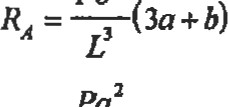 R_A = ─(3a + b)
L³
Pa²